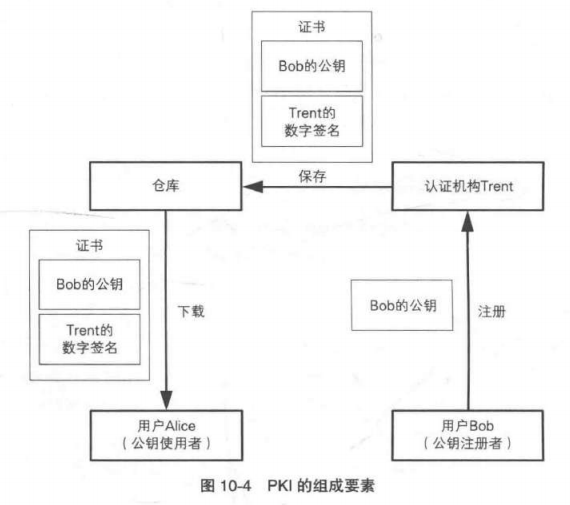 证书
Bob的公钥
Trent的
数字签名
保存
仓库
认证机构Trent
证书
Bob的公钥
Trent的
数字签名
下载
Bob的公钥
注册
用户Alice
（公钥使用者）
用户Bob
（公钥注册者）
图 10-4 PKI 的组成要素